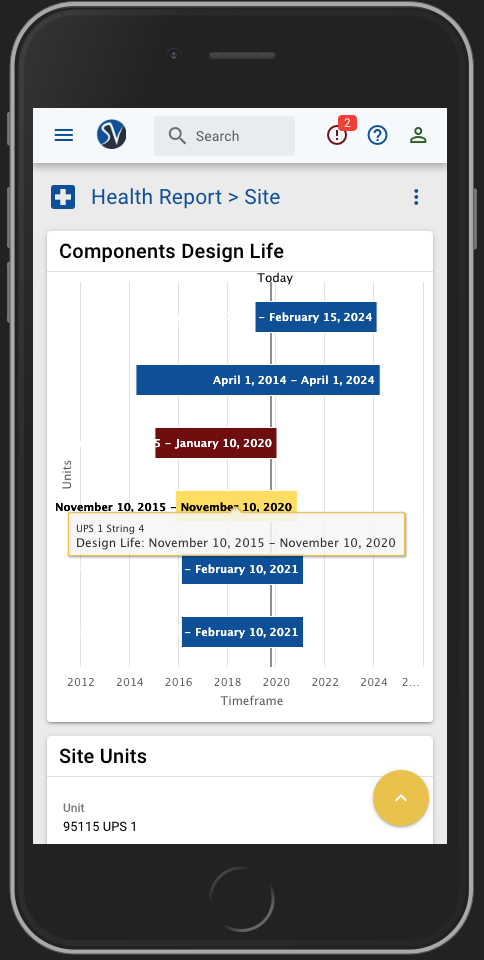 SV
Search
2
Health Report > Site
Components Design Life
Today
– February 15, 2024
April 1, 2014 – April 1, 2024
5 – January 10, 2020
November 10, 2015 – November 10, 2020
UPS 1 String 4
Design Life: November 10, 2015 – November 10, 2020
– February 10, 2021
– February 10, 2021
Units
2012 2014 2016 2018 2020 2022 2024 2...
Timeframe
Site Units
Unit
95115 UPS 1